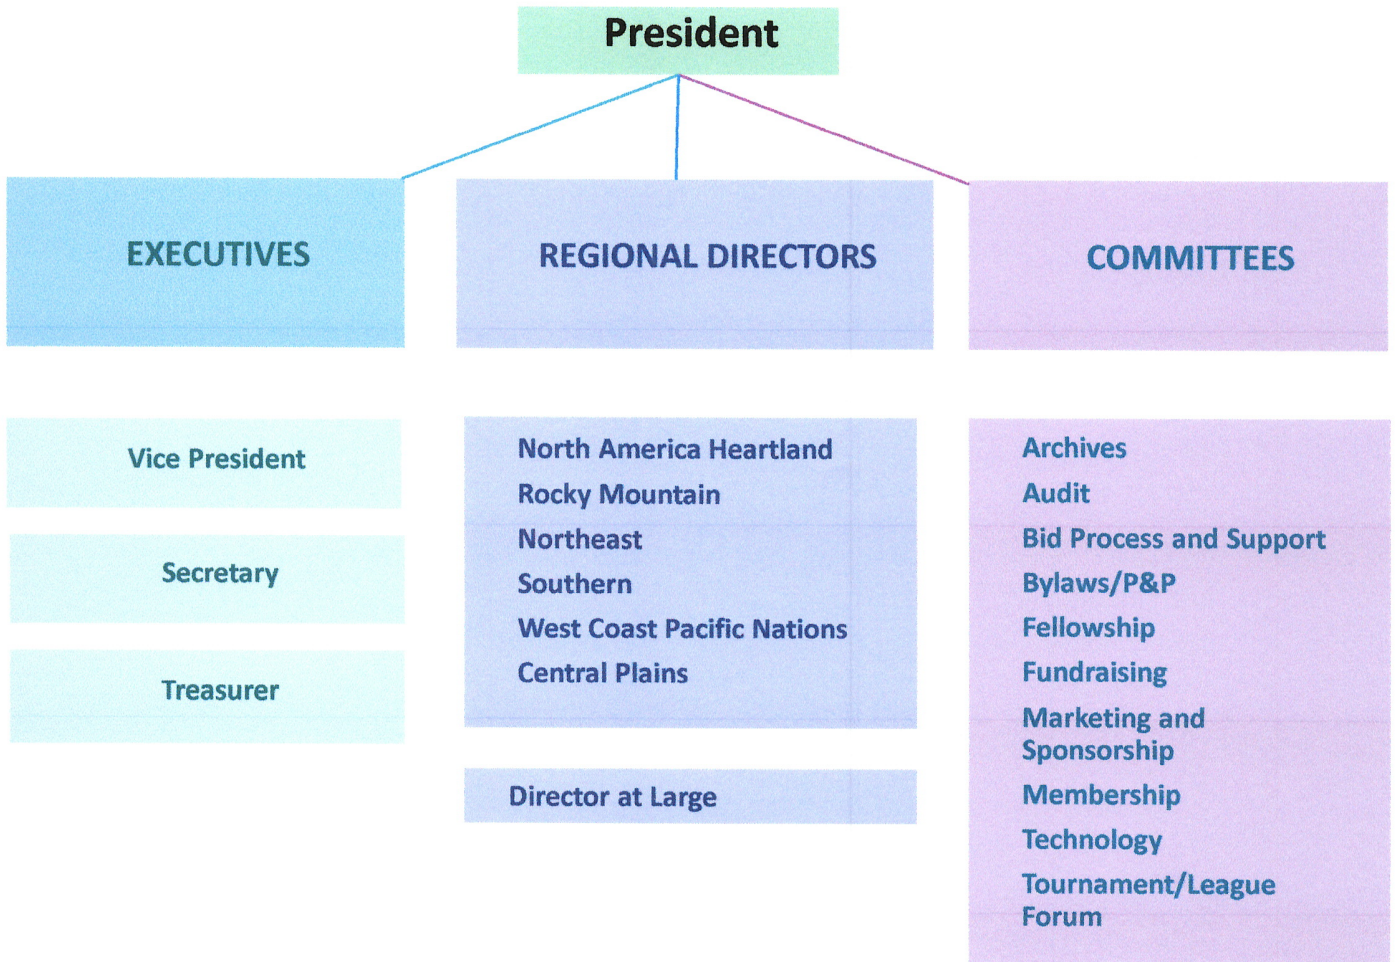 President
EXECUTIVES
REGIONAL DIRECTORS
COMMITTEES
Vice President
Secretary
Treasurer
North America Heartland
Rocky Mountain
Northeast
Southern
West Coast Pacific Nations
Central Plains
Director at Large
Archives
Audit
Bid Process and Support
Bylaws/P&P
Fellowship
Fundraising
Marketing and
Sponsorship
Membership
Technology
Tournament/League
Forum